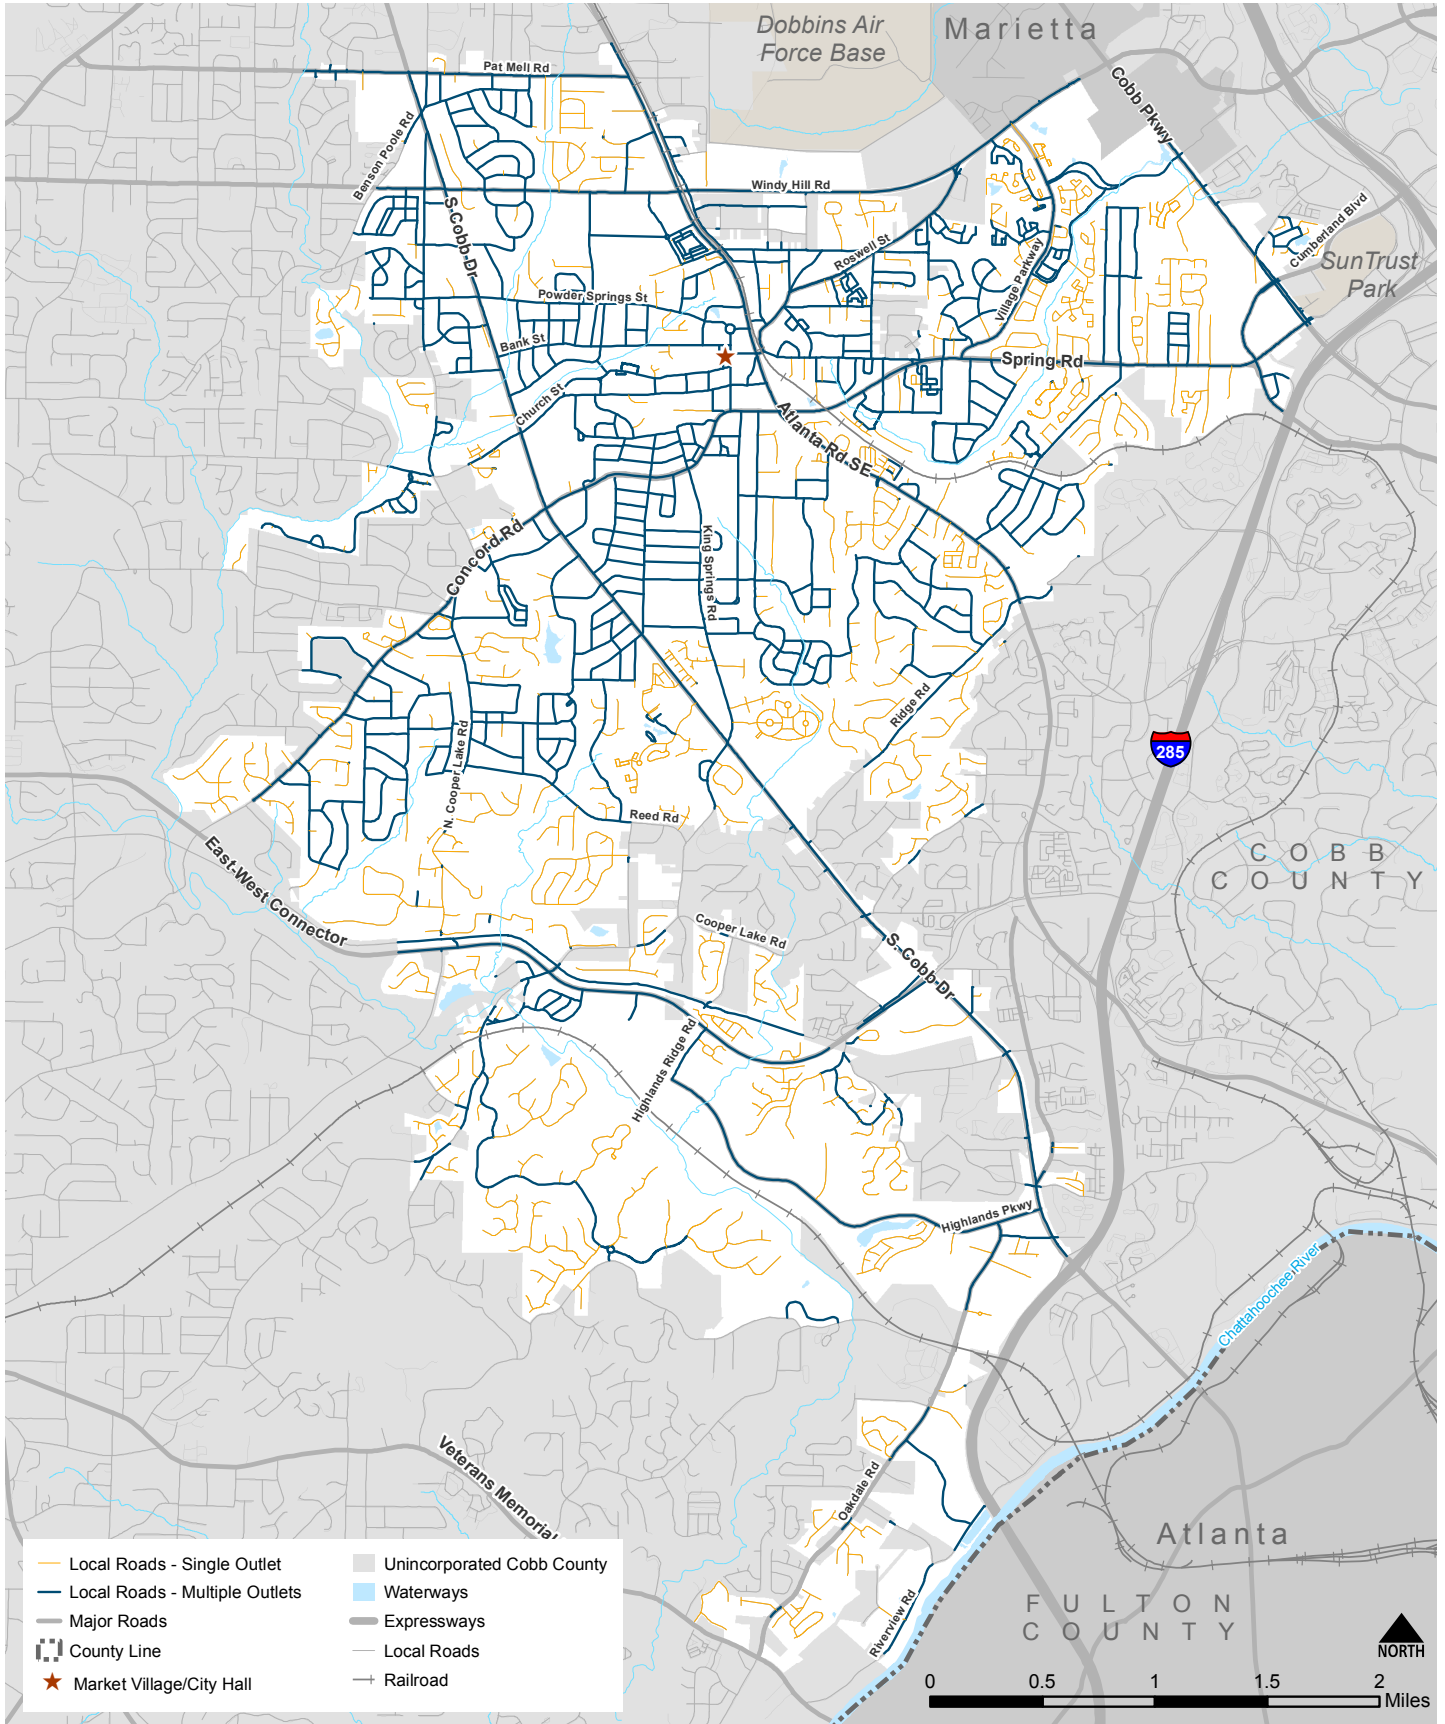 Dobbins Air
Force Base
Marietta
Pat Mell Rd
Cobb Pkwy
Benson Poole Rd
Windy Hill Rd
S Cobb Dr
Roswell St
Cumberland Blvd
SunTrust
Park
Village Parkway
Powder Springs St
Bank St
Spring Rd
Church St
Atlanta Rd SE
Concord Rd
King Springs Rd
Ridge Rd
N. Cooper Lake Rd
285
Reed Rd
East-West Connector
COBB
COUNTY
Cooper Lake Rd
S. Cobb Dr
Highlands Ridge Rd
Highlands Pkwy
Chattahoochee River
Veterans Memorial
Oakdale Rd
Atlanta
Riverview Rd
FULTON
COUNTY
Local Roads - Single Outlet
Local Roads - Multiple Outlets
Major Roads
County Line
Market Village/City Hall
Unincorporated Cobb County
Waterways
Expressways
Local Roads
Railroad
NORTH
0 0.5 1 1.5 2
Miles